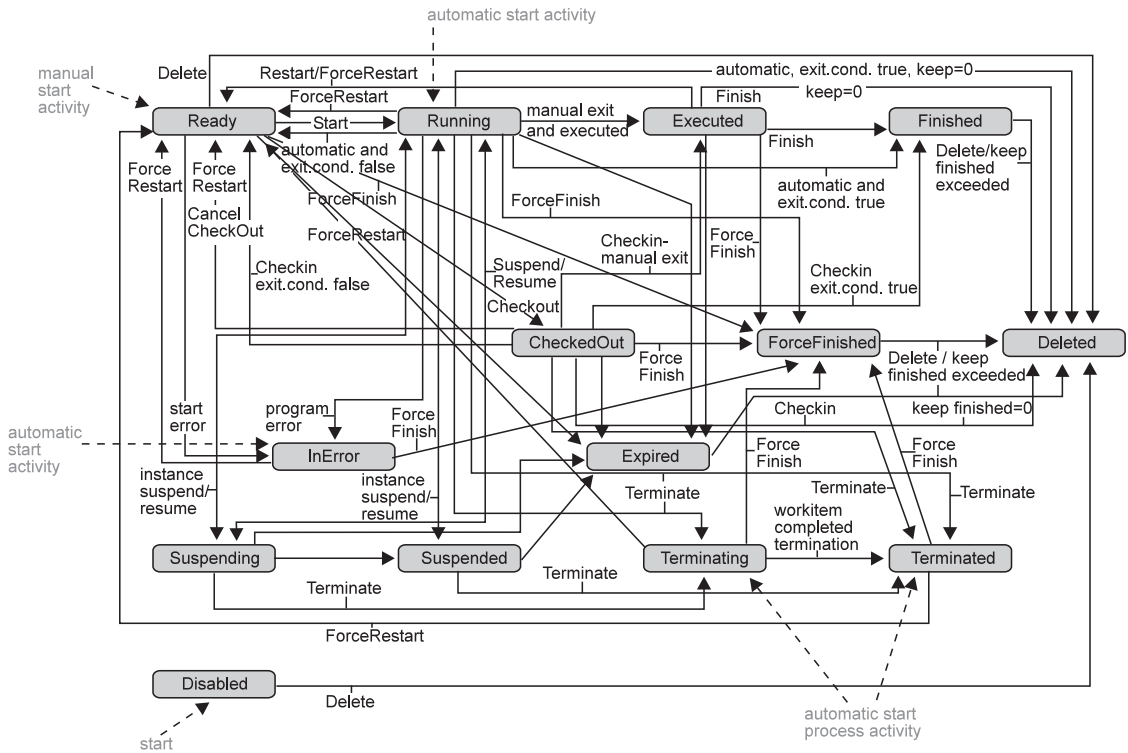 automatic start activity
manual
start
activity
Delete
Restart/ForceRestart
automatic, exit.cond. true, keep=0
ForceRestart
Finish
keep=0
manual exit
and executed
Ready
Start
Running
Executed
Finished
Finish
automatic and
exit.cond. false
Delete/keep
finished
exceeded
Force
Restart
Force
Restart
ForceFinish
ForceFinish
automatic and
exit.cond. true
Cancel
CheckOut
ForceRestart
Checkin-
manual exit
Force
Finish
Checkin
exit.cond. false
Suspend/
Resume
Checkin
exit.cond. true
Checkout
CheckedOut
ForceFinished
Deleted
Force
Finish
Delete / keep
finished exceeded
start
error
program
error
Force
Finish
Checkin
keep finished=0
automatic
start
activity
InError
Expired
Force
Finish
Force
Finish
instance
suspend/
resume
instance
suspend/
resume
Terminate
Terminate
Terminate
workitem
completed
termination
Suspending
Suspended
Terminating
Terminated
Terminate
Terminate
ForceRestart
Disabled
Delete
automatic start
process activity
start